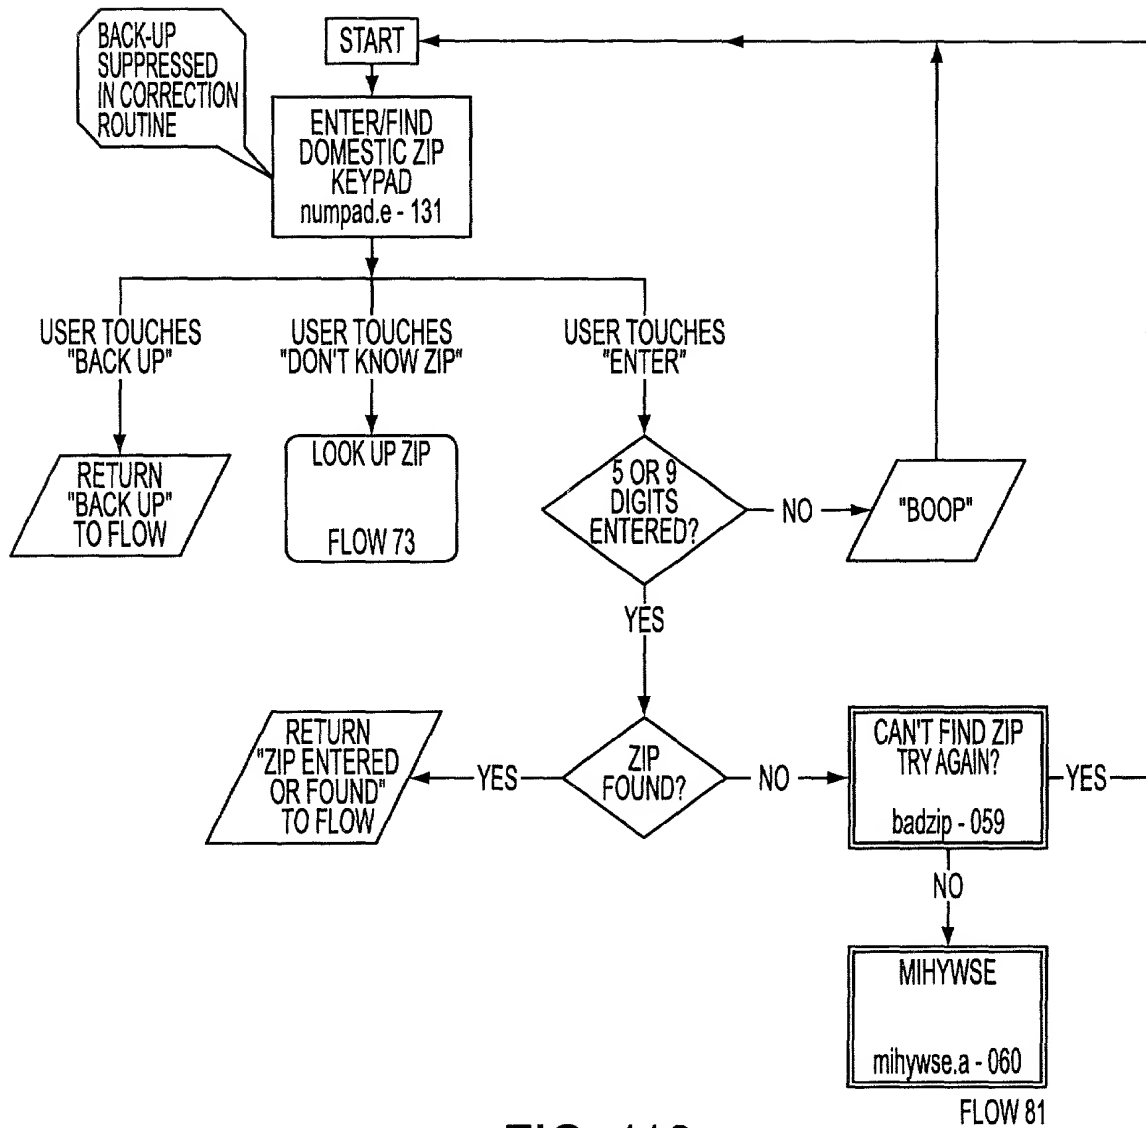 BACK-UP
SUPPRESSED
IN CORRECTION
ROUTINE
START
ENTER/FIND
DOMESTIC ZIP
KEYPAD
numpad.e - 131
USER TOUCHES
"BACK UP"
USER TOUCHES
"DON'T KNOW ZIP"
USER TOUCHES
"ENTER"
RETURN
"BACK UP"
TO FLOW
LOOK UP ZIP
FLOW 73
5 OR 9
DIGITS
ENTERED?
NO
"BOOP"
YES
RETURN
"ZIP ENTERED
OR FOUND"
TO FLOW
YES
ZIP
FOUND?
NO
CAN'T FIND ZIP
TRY AGAIN?
badzip - 059
YES
NO
MIHYWSE
mihywse.a - 060
FLOW 81